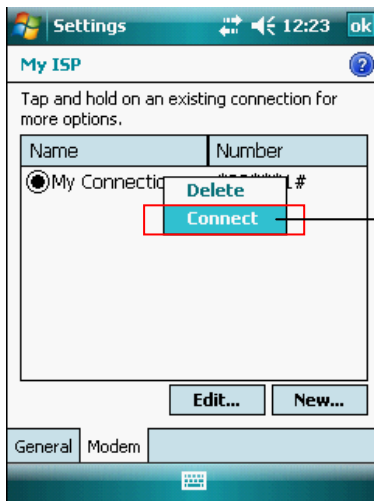 Settings 12:23 ok
My ISP ?
Tap and hold on an existing connection for
more options.
Name Number
My Connectio 1#
Delete
Connect
Edit... New...
General Modem